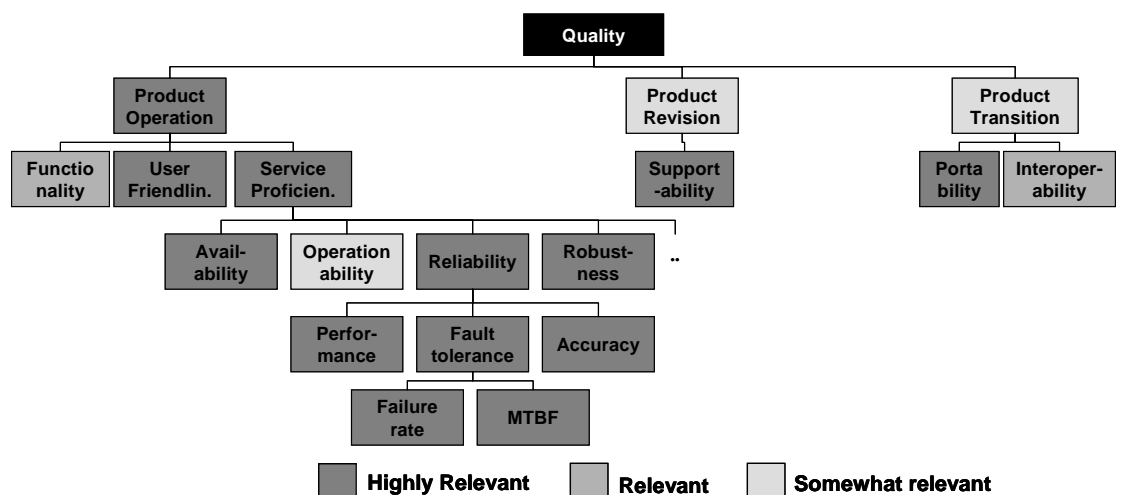 Quality
Product
Operation
Product
Revision
Product
Transition
Functio
nality
User
Friendlin.
Service
Proficien.
Support
-ability
Porta
bility
Interoper-
ability
Avail-
ability
Operation
ability
Reliability
Robust-
ness
..
Perfor-
mance
Fault
tolerance
Accuracy
Failure
rate
MTBF
Highly Relevant
Relevant
Somewhat relevant